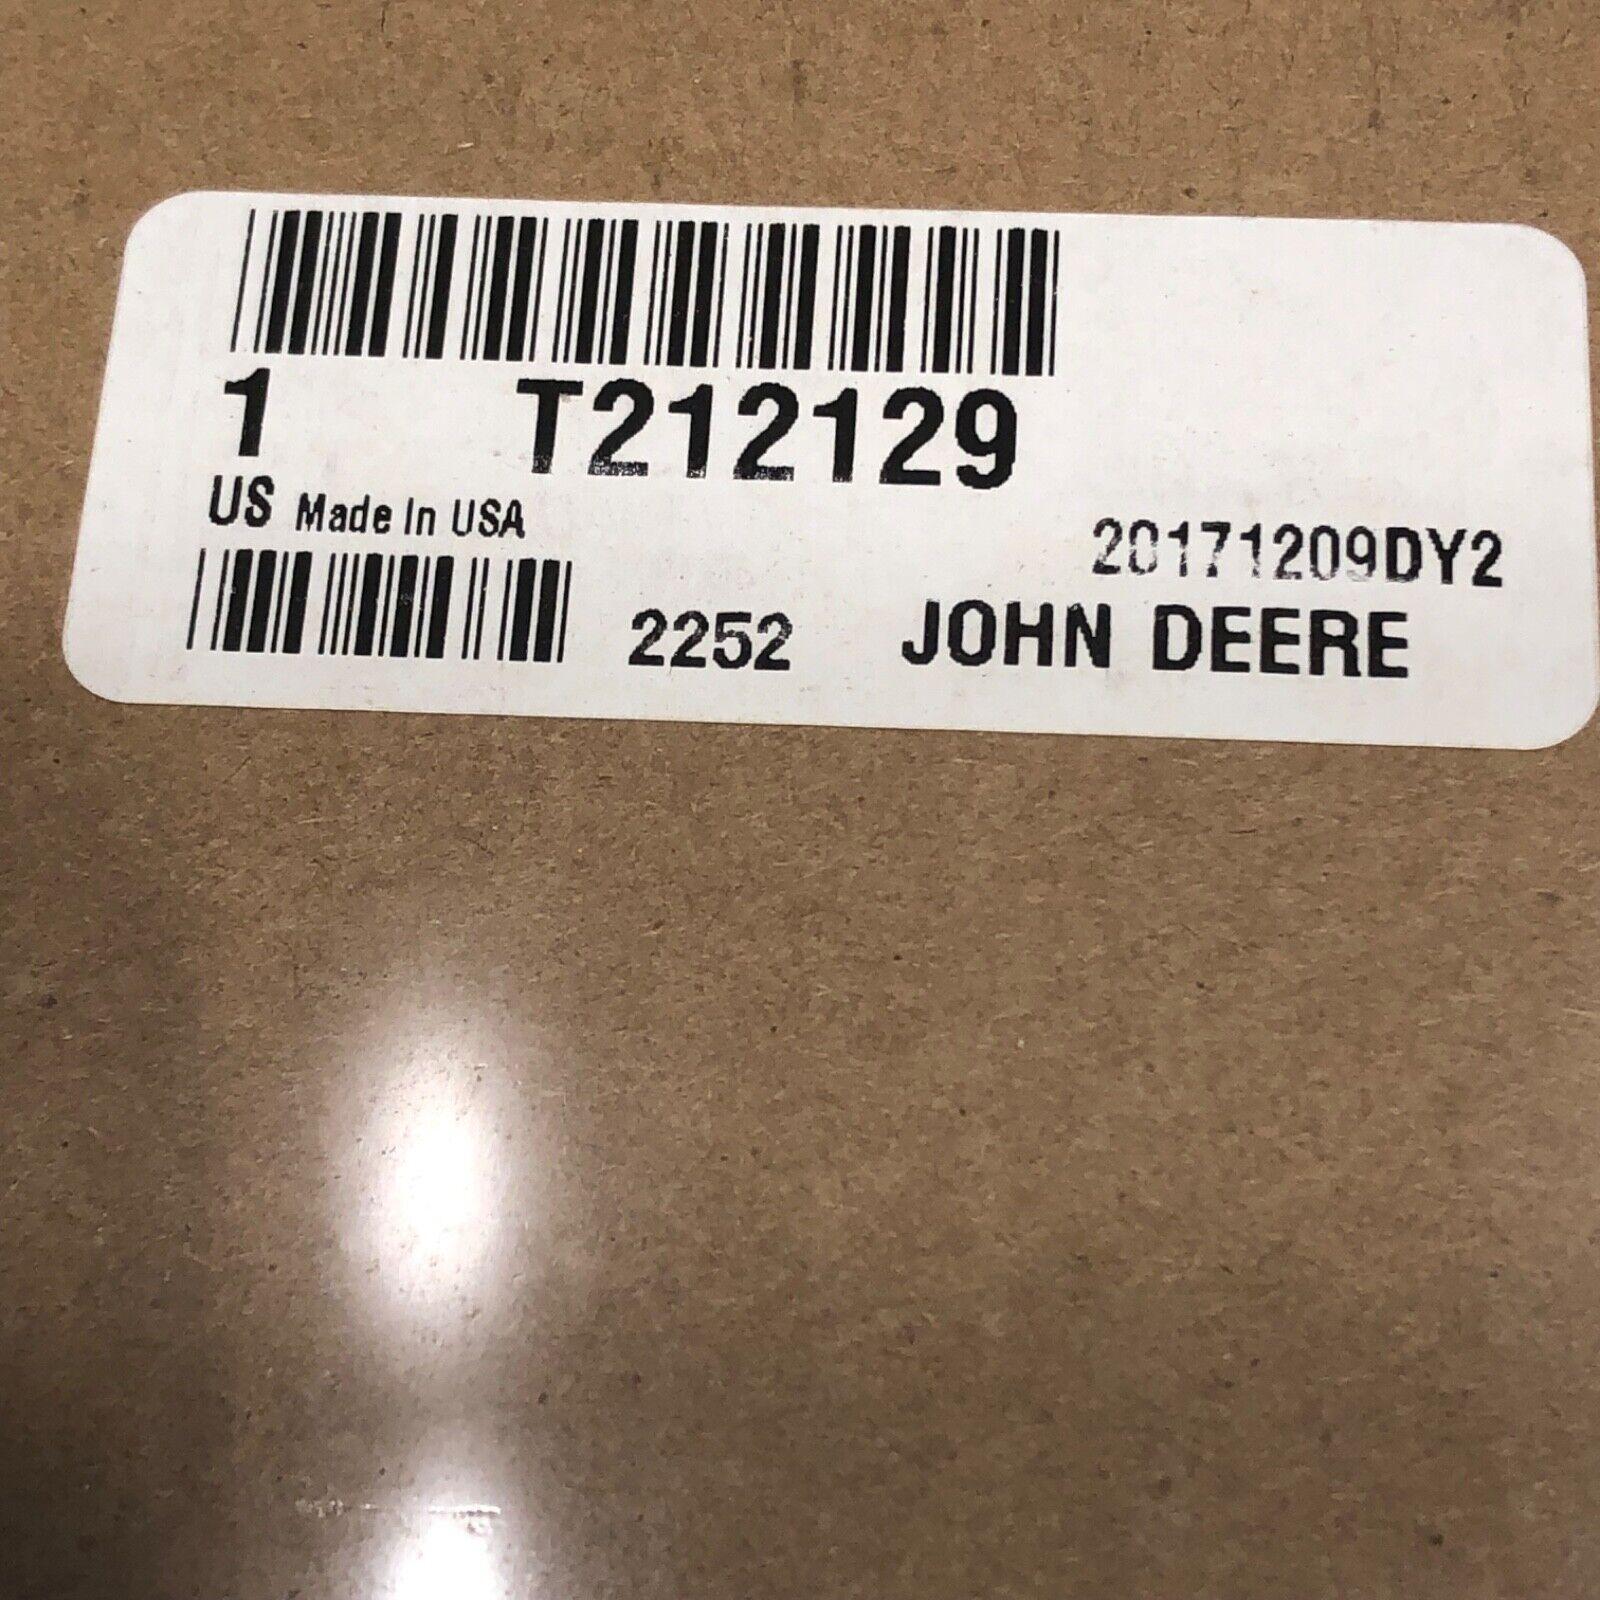 1 T212129
US Made In USA
20171209DY2
2252 JOHN DEERE